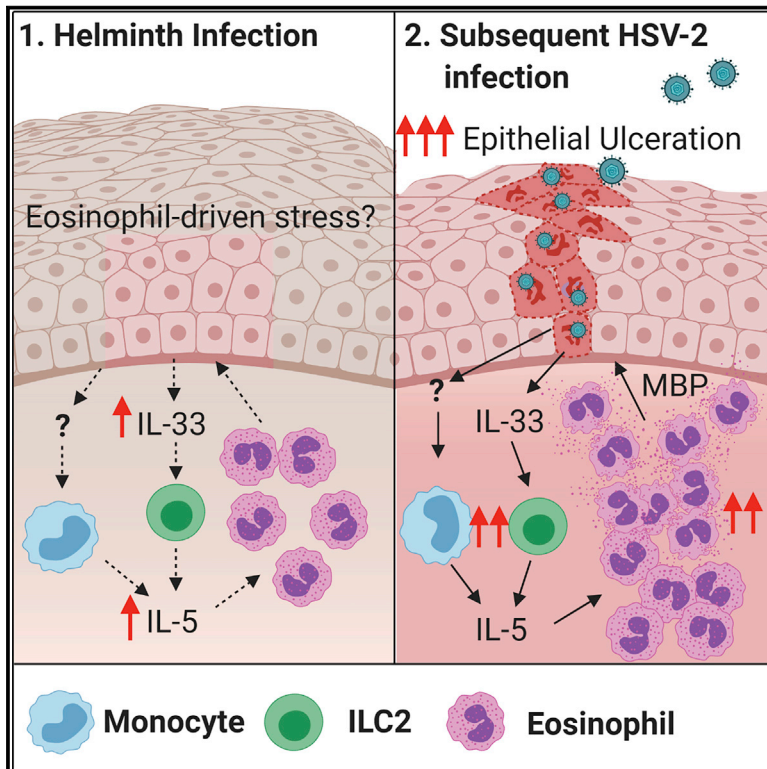 1. Helminth Infection
Eosinophil-driven stress?
?
IL-33
IL-5
2. Subsequent HSV-2
infection
Epithelial Ulceration
MBP
?
IL-33
IL-5
Monocyte
ILC2
Eosinophil